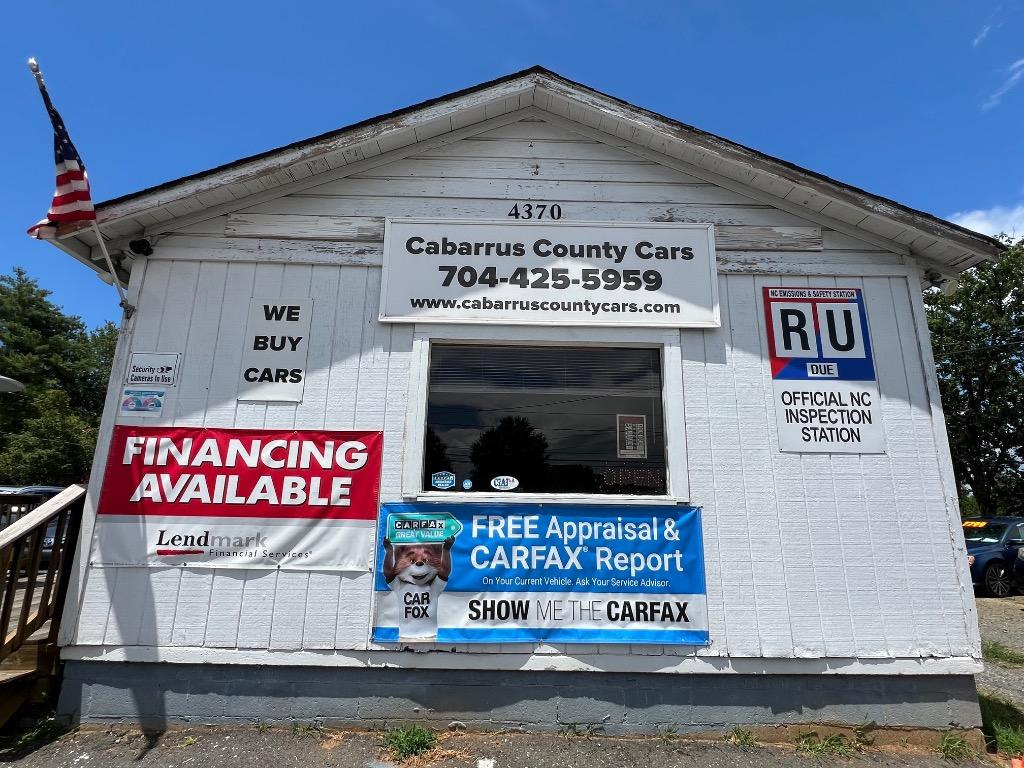 4370
Cabarrus County Cars
704-425-5959
www.cabarruscountycars.com
WE
BUY
CARS
NC EMISSIONS & SAFETY STATION
R U
DUE
OFFICIAL NC
INSPECTION
STATION
Security
Cameras In Use
FINANCING
AVAILABLE
Lendmark
Financial Services®
OPEN
CARFAX
GREAT VALUE
CAR
FOX
FREE Appraisal &
CARFAX® Report
On Your Current Vehicle. Ask Your Service Advisor.
SHOW ME THE CARFAX